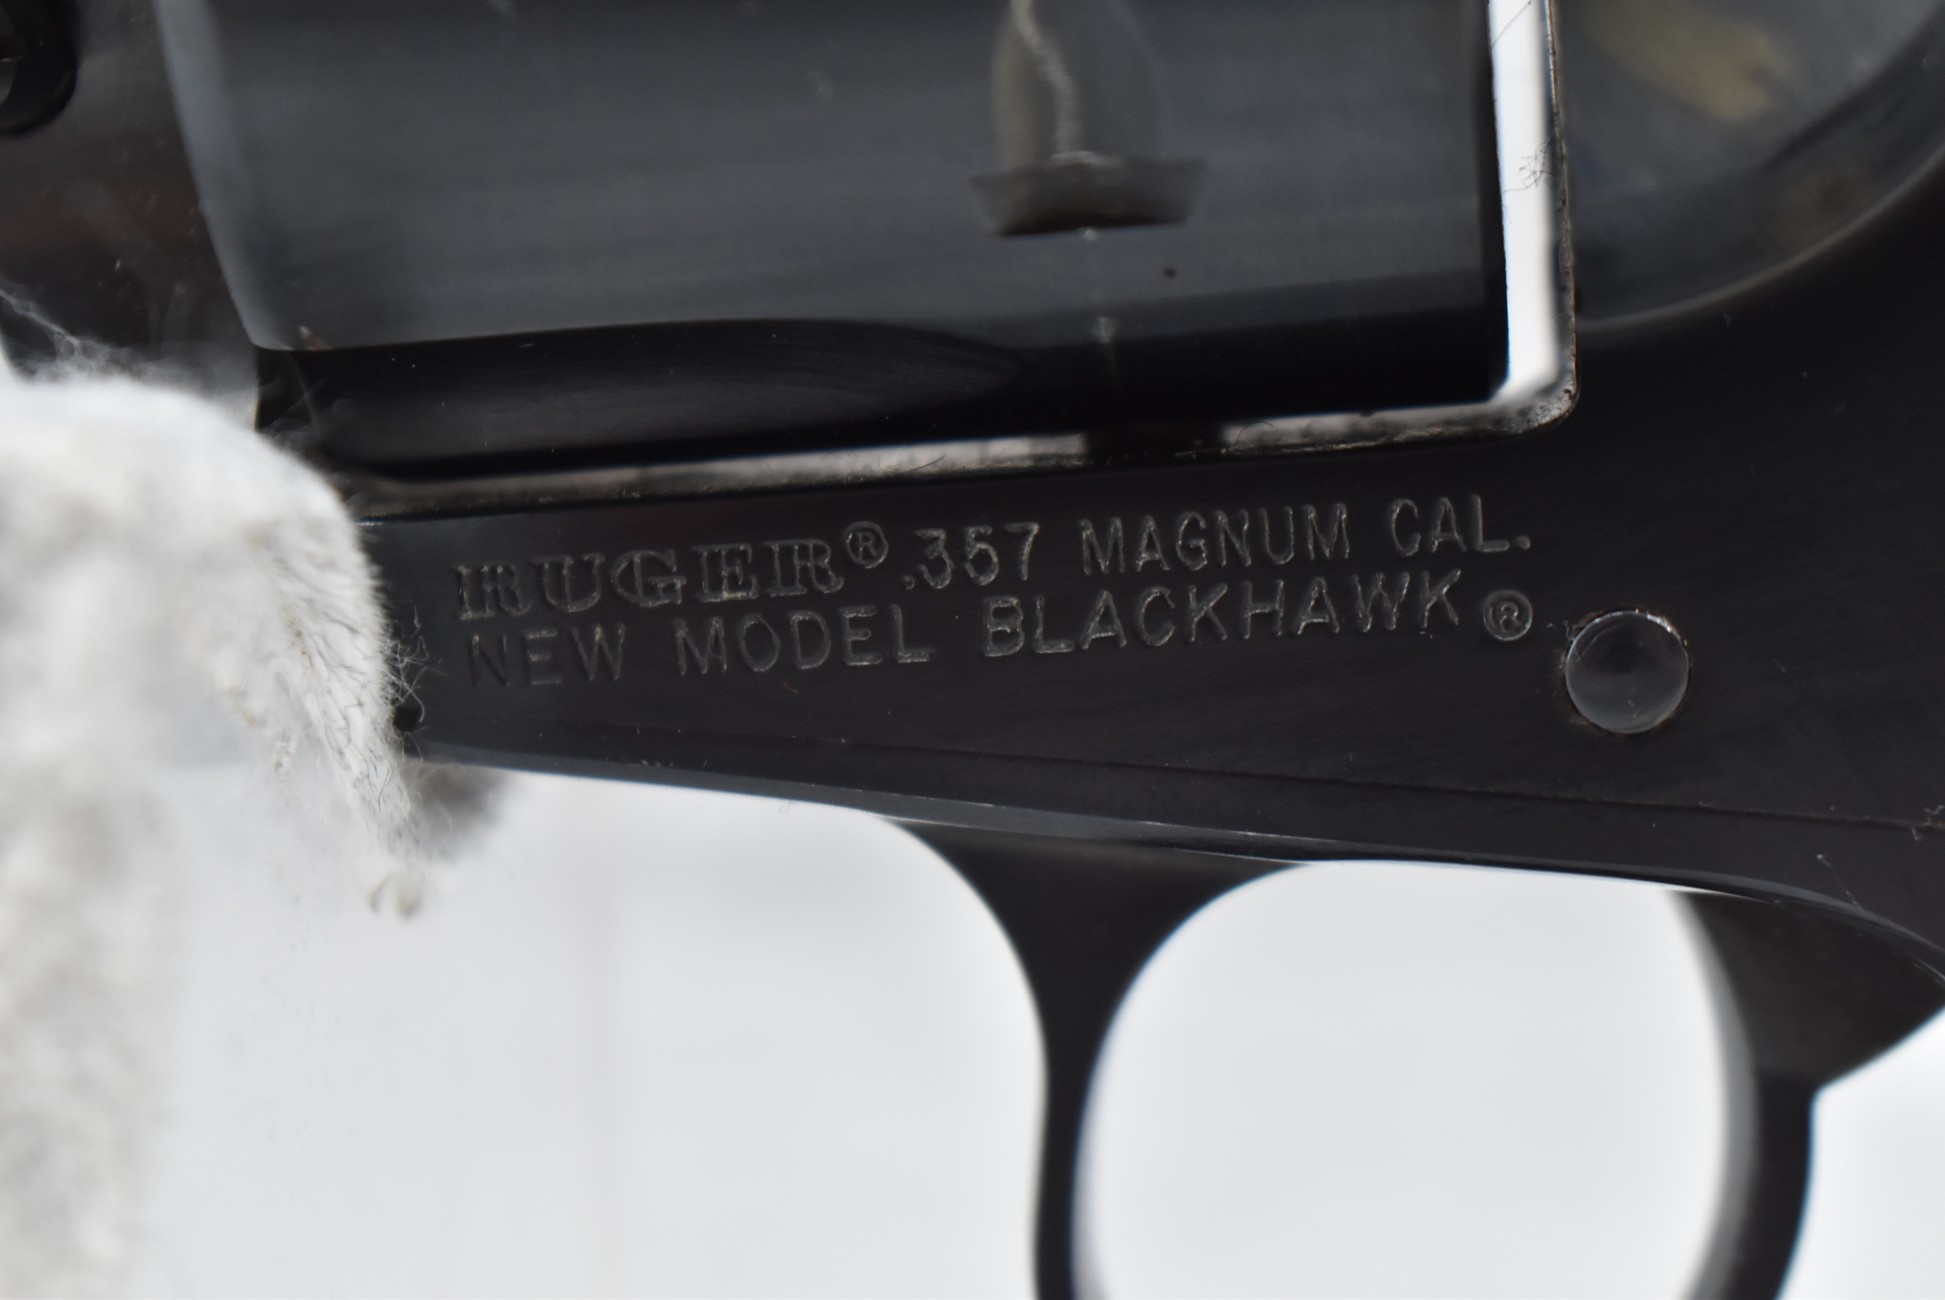 RUGER® .357 MAGNUM CAL.
NEW MODEL BLACKHAWK®